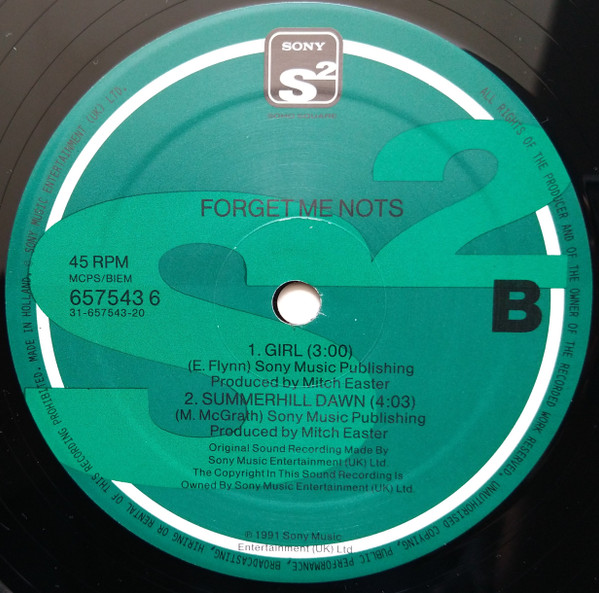 SONY
S2
SONY SQUARE
FORGET ME NOTS
45 RPM
MCPS/BIEM
657543 6
31-657543-20
B
1. GIRL (3:00)
(E. Flynn) Sony Music Publishing
Produced by Mitch Easter
2. SUMMERHILL DAWN (4:03)
(M. McGrath) Sony Music Publishing
Produced by Mitch Easter
Original Sound Recording Made By
Sony Music Entertainment (UK) Ltd.
The Copyright In This Sound Recording Is
Owned By Sony Music Entertainment (UK) Ltd.
© 1991 Sony Music
Entertainment (UK) Ltd.
ALL RIGHTS OF THE PRODUCER AND OF THE OWNER OF THE RECORDED WORK RESERVED. UNAUTHORISED COPYING, PUBLIC PERFORMANCE, BROADCASTING, HIRING OR RENTAL OF THIS RECORDING PROHIBITED. MADE IN HOLLAND. SONY MUSIC ENTERTAINMENT (UK) LTD.
S2